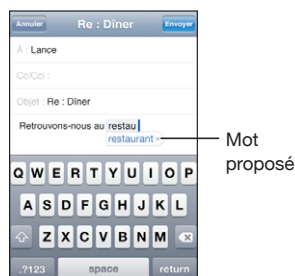 Annuler Re : Dîner Envoyer
À : Lance
Cc/Cci :
Objet : Re : Dîner
Retrouvons-nous au restau
restaurant ×
Mot
proposé
Q W E R T Y U I O P
A S D F G H J K L
Z X C V B N M
.?123 space return